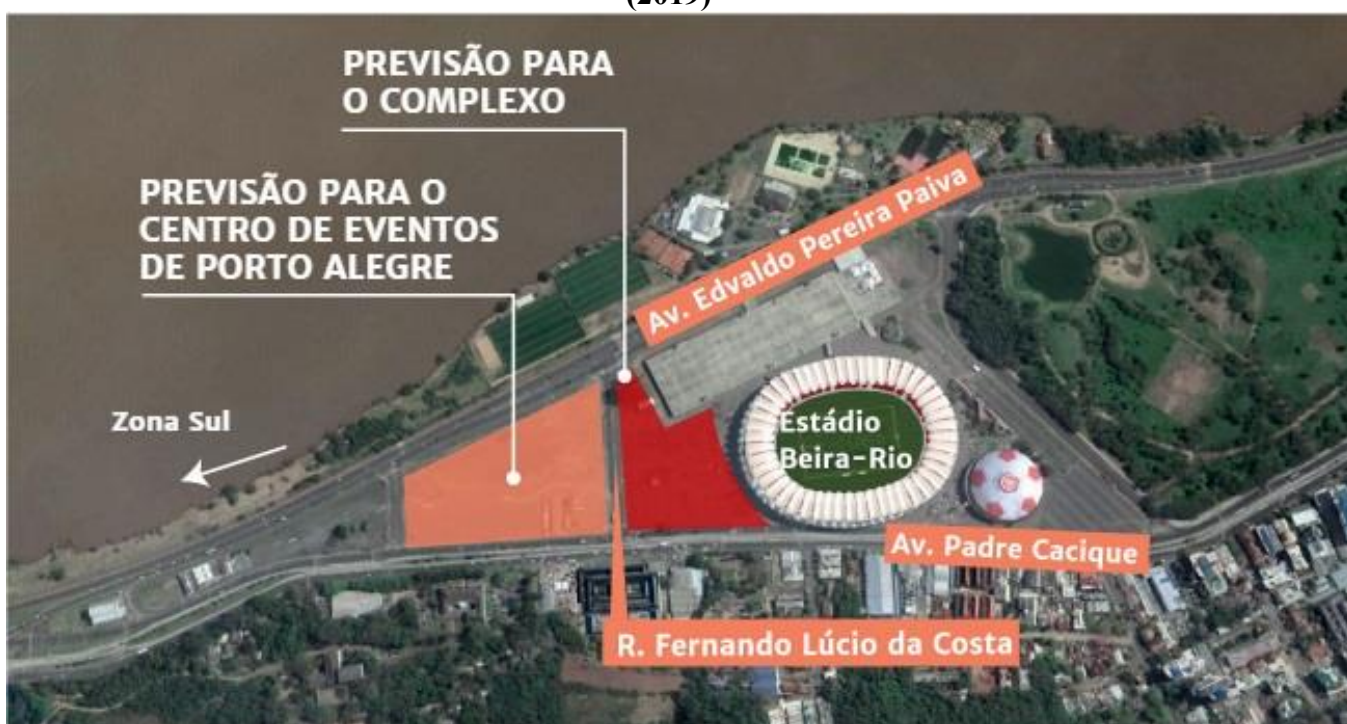 (2019)
PREVISÃO PARA
O COMPLEXO
PREVISÃO PARA O
CENTRO DE EVENTOS
DE PORTO ALEGRE
Av. Edvaldo Pereira Paiva
Zona Sul
Estádio
Beira-Rio
Av. Padre Cacique
R. Fernando Lúcio da Costa